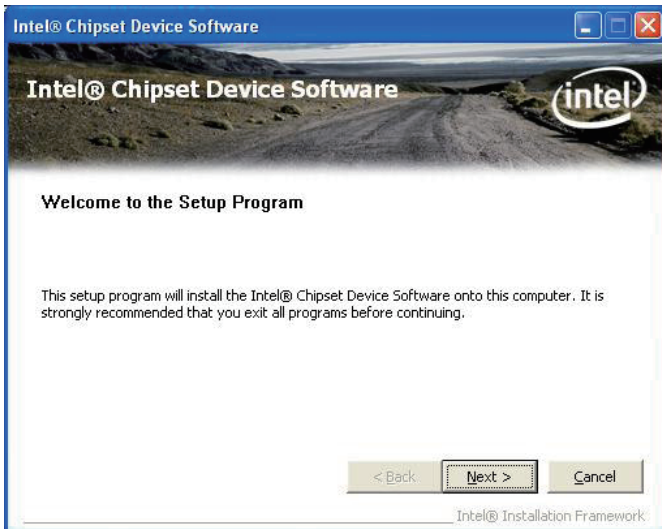 Intel® Chipset Device Software
Intel® Chipset Device Software
intel
Welcome to the Setup Program
This setup program will install the Intel® Chipset Device Software onto this computer. It is
strongly recommended that you exit all programs before continuing.
< Back Next > Cancel
Intel® Installation Framework